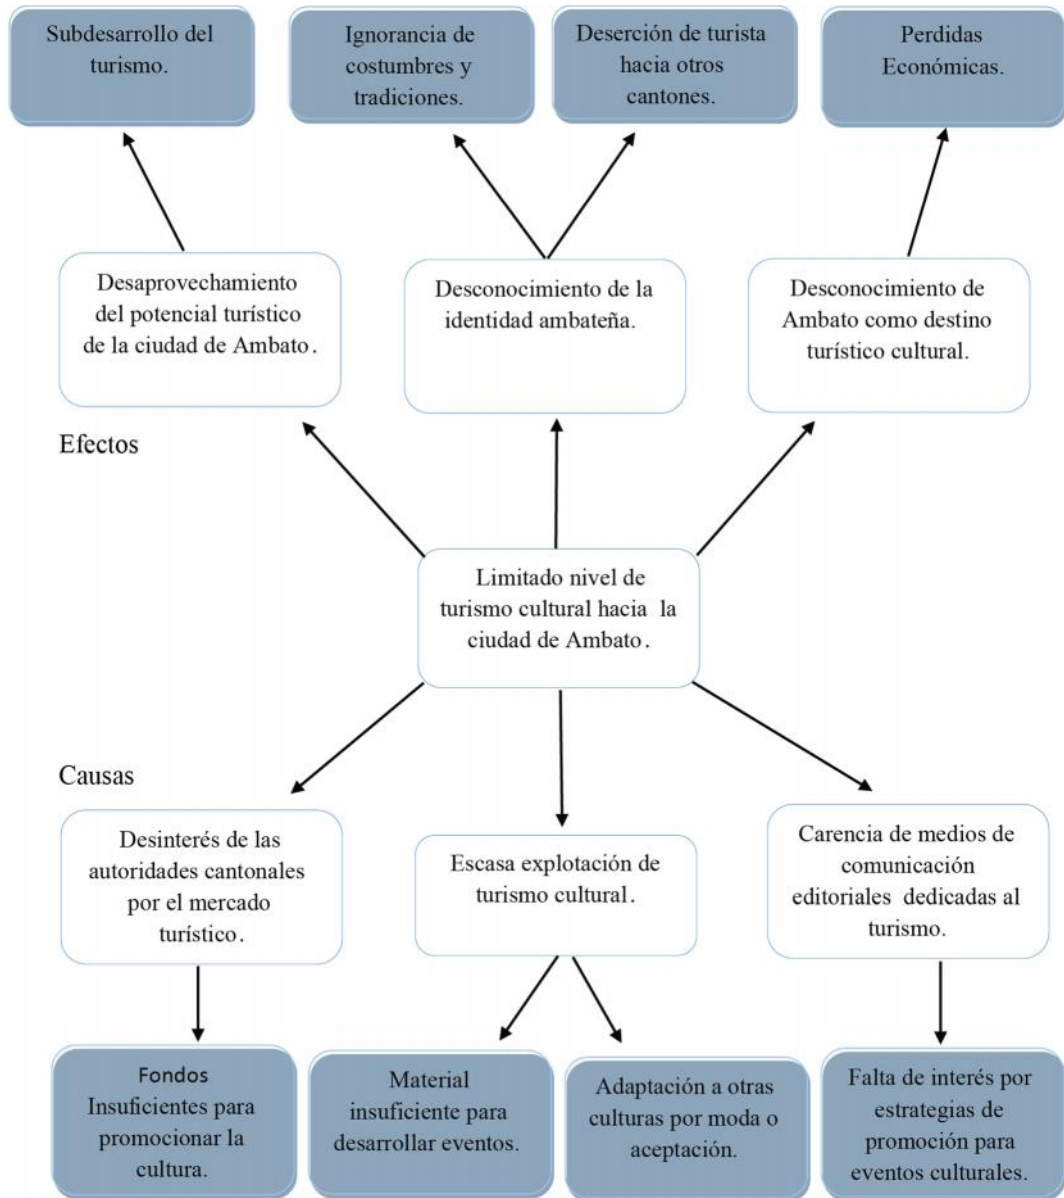 Subdesarrollo del
turismo.
Ignorancia de
costumbres y
tradiciones.
Deserción de turista
hacia otros
cantones.
Perdidas
Económicas.
Desaprovechamiento
del potencial turístico
de la ciudad de Ambato.
Desconocimiento de la
identidad ambateña.
Desconocimiento de
Ambato como destino
turístico cultural.
Efectos
Limitado nivel de
turismo cultural hacia la
ciudad de Ambato.
Causas
Desinterés de las
autoridades cantonales
por el mercado
turístico.
Escasa explotación de
turismo cultural.
Carencia de medios de
comunicación
editoriales dedicadas al
turismo.
Fondos
Insuficientes para
promocionar la
cultura.
Material
insuficiente para
desarrollar eventos.
Adaptación a otras
culturas por moda o
aceptación.
Falta de interés por
estrategias de
promoción para
eventos culturales.